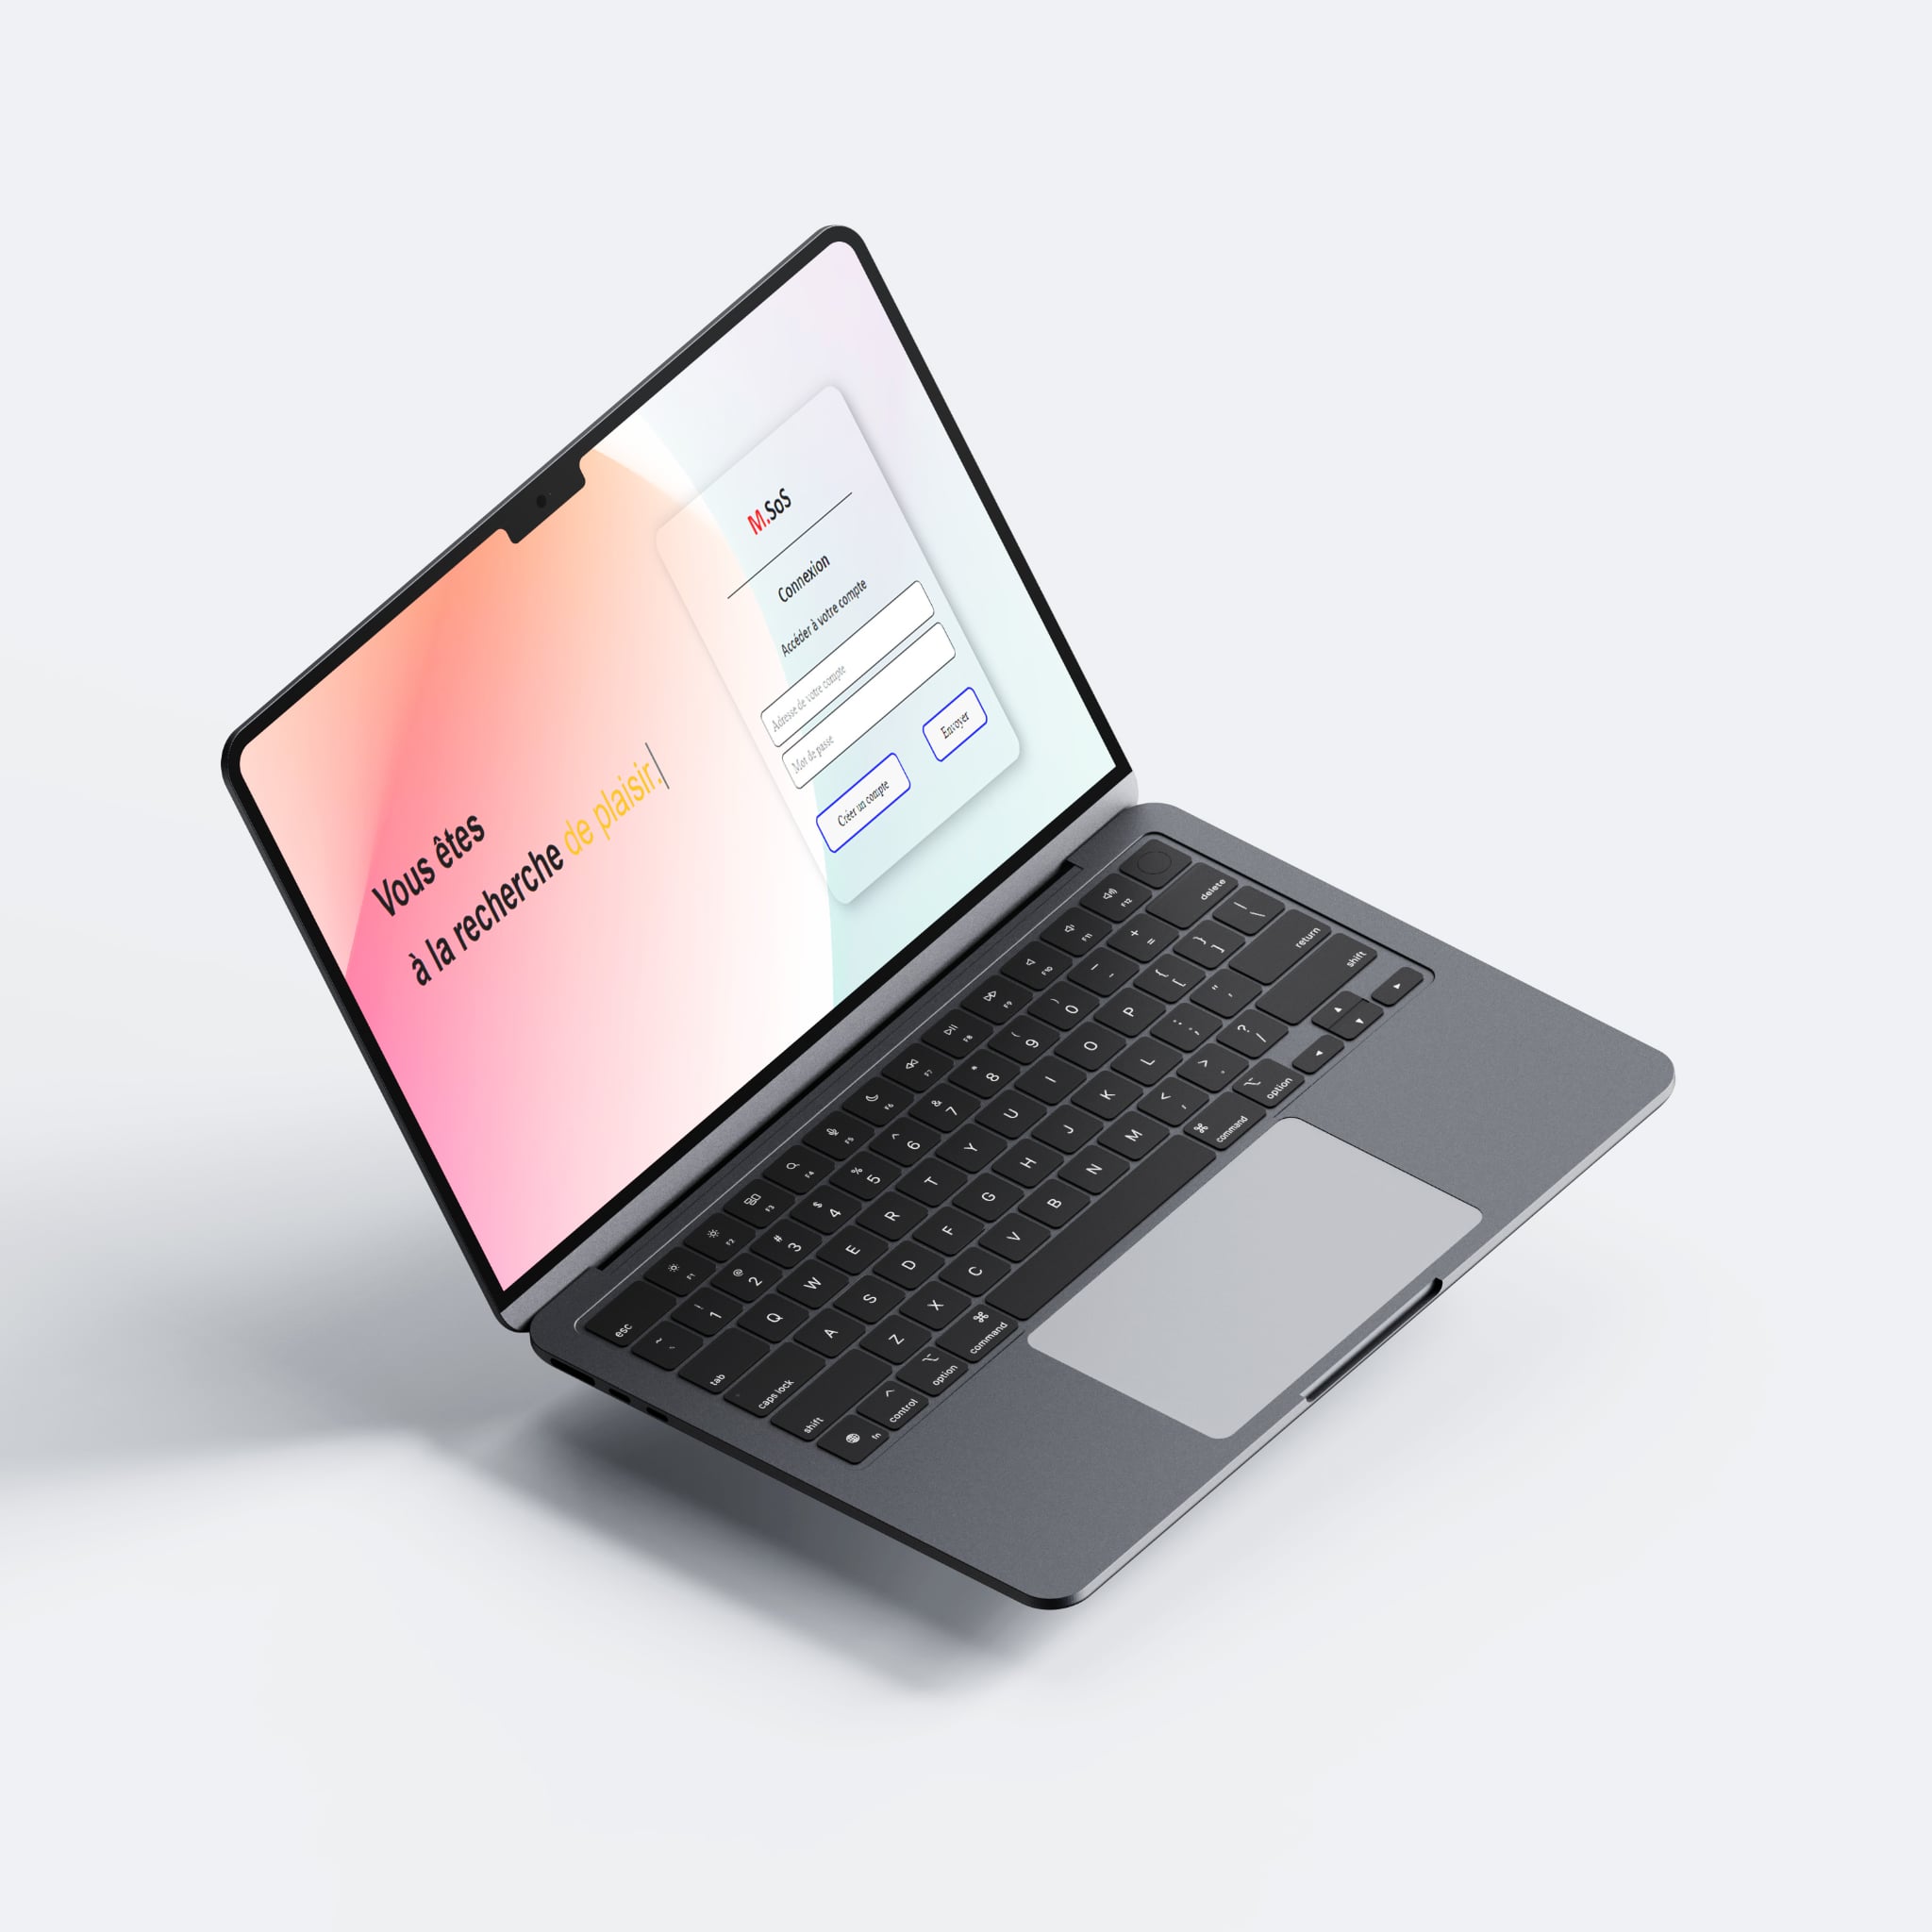 Vous êtes
à la recherche de plaisir.|
M.SoS
Connexion
Accéder à votre compte
Adresse de votre compte
Mot de passe
Créer un compte
Envoyer
esc
F1
F2
F3
F4
F5
F6
F7
F8
F9
F10
F11
F12
~ `
! 1
@ 2
# 3
$ 4
% 5
^ 6
& 7
* 8
( 9
) 0
_ -
+ =
delete
tab
Q W E R T Y U I O P
{ [
} ]
| \
caps lock
A S D F G H J K L
: ;
" '
return
shift
Z X C V B N M
< ,
> .
? /
shift
fn
control
option
⌘ command
⌘ command
option